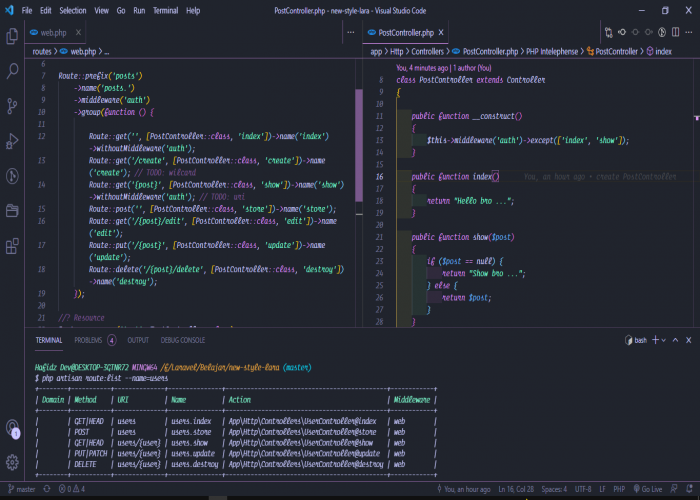 File Edit Selection View Go Run Terminal Help PostController.php - new-style-lara - Visual Studio Code
web.php
PostController.php
routes > web.php > ...
app > Http > Controllers > PostController.php > PHP Intelephense > PostController > index
6
7 Route::prefix('posts')
8 ->name('posts.')
9 ->middleware('auth')
10 ->group(function () {
11
12 Route::get('', [PostController::class, 'index'])->name('index')
->withoutMiddleware('auth');
13 Route::get('/create', [PostController::class, 'create'])->name
('create'); // TODO: wilcard
14 Route::get('{post}', [PostController::class, 'show'])->name('show')
->withoutMiddleware('auth'); // TODO: uri
15 Route::post('', [PostController::class, 'store'])->name('store');
16 Route::get('/{post}/edit', [PostController::class, 'edit'])->name
('edit');
17 Route::put('/{post}', [PostController::class, 'update'])->name
('update');
18 Route::delete('/{post}/delete', [PostController::class, 'destroy'])
->name('destroy');
19 });
20
21 //? Resource
You, 4 minutes ago | 1 author (You)
8 class PostController extends Controller
9 {
10
11 public function __construct()
12 {
13 $this->middleware('auth')->except(['index', 'show']);
14 }
15
16 public function index() You, an hour ago • create PostController
17 {
18 return "Hello bro ...";
19 }
20
21 public function show($post)
22 {
23 if ($post == null) {
24 return "Show bro ...";
25 } else {
26 return $post;
27 }
28 }
TERMINAL PROBLEMS 4 OUTPUT DEBUG CONSOLE bash
Hafidz Dev@DESKTOP-3QTNR72 MINGW64 /E/Laravel/Belajar/new-style-lara (master)
$ php artisan route:list --name=users
| Domain | Method | URI | Name | Action | Middleware |
| | GET|HEAD | users | users.index | App\Http\Controllers\UserController@index | web |
| | POST | users | users.store | App\Http\Controllers\UserController@store | web |
| | GET|HEAD | users/{user} | users.show | App\Http\Controllers\UserController@show | web |
| | PUT|PATCH | users/{user} | users.update | App\Http\Controllers\UserController@update | web |
| | DELETE | users/{user} | users.destroy | App\Http\Controllers\UserController@destroy | web |
master 0 4 You, an hour ago Ln 16, Col 28 Spaces: 4 UTF-8 LF PHP Go Live